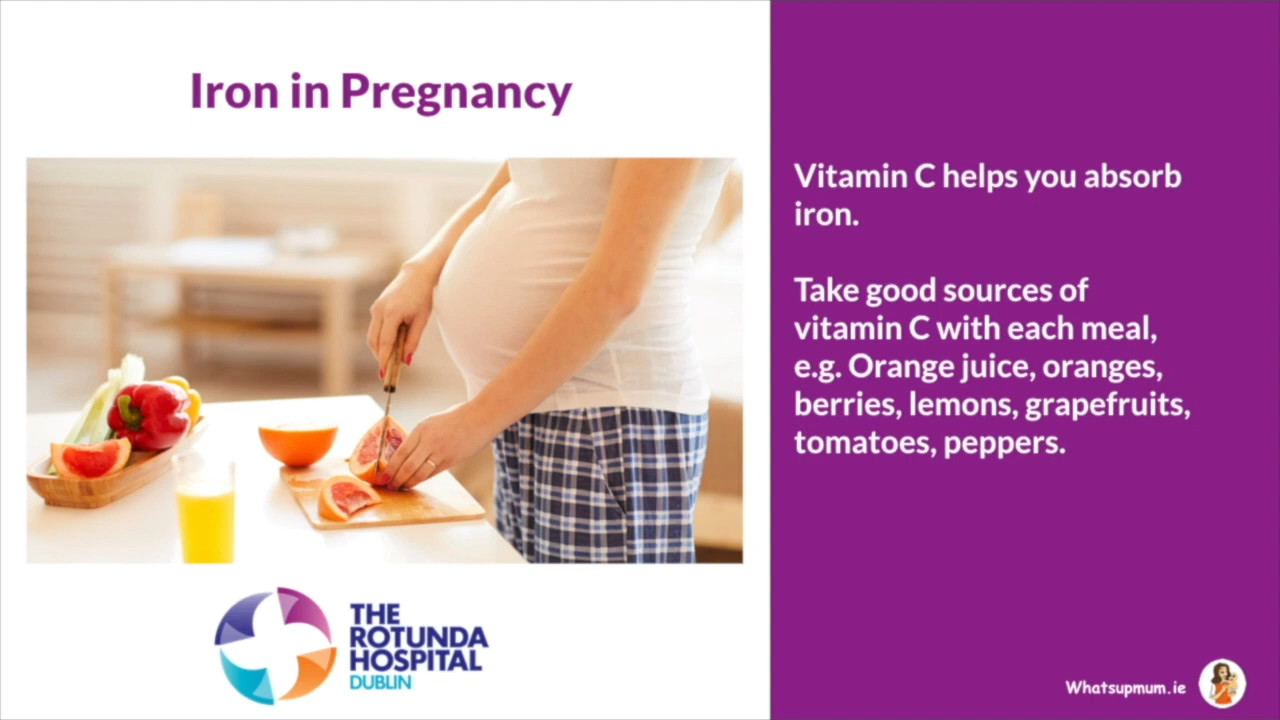 Iron in Pregnancy
Vitamin C helps you absorb
iron.
Take good sources of
vitamin C with each meal,
e.g. Orange juice, oranges,
berries, lemons, grapefruits,
tomatoes, peppers.
THE
ROTUNDA
HOSPITAL
DUBLIN
Whatsupmum.ie